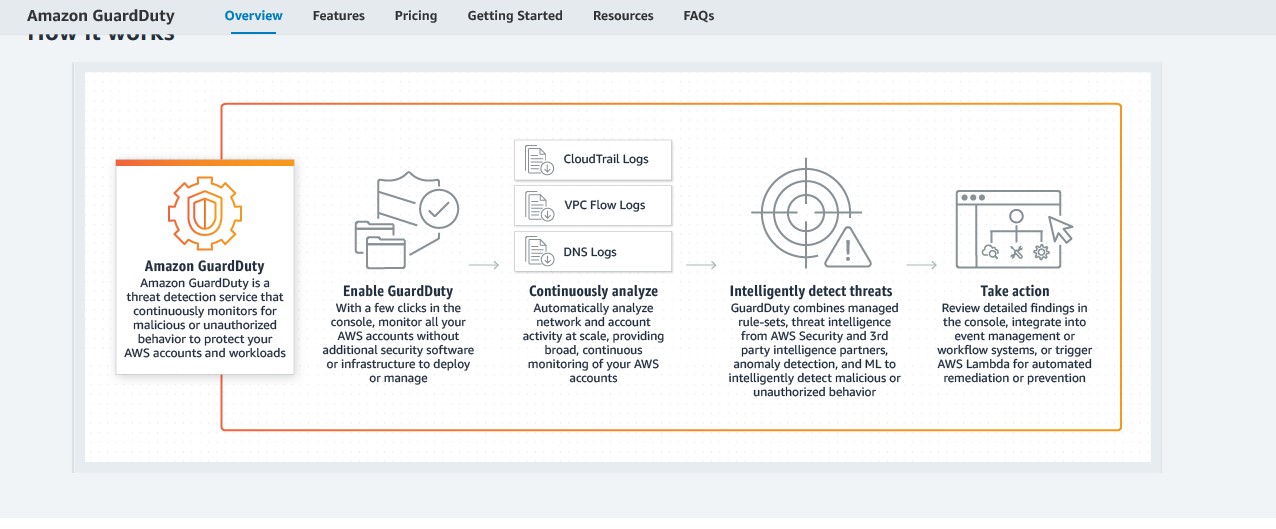 Amazon GuardDuty
Overview
Features
Pricing
Getting Started
Resources
FAQs
How it works
Amazon GuardDuty
Amazon GuardDuty is a
threat detection service that
continuously monitors for
malicious or unauthorized
behavior to protect your
AWS accounts and workloads
Enable GuardDuty
With a few clicks in the
console, monitor all your
AWS accounts without
additional security software
or infrastructure to deploy
or manage
CloudTrail Logs
VPC Flow Logs
DNS Logs
Continuously analyze
Automatically analyze
network and account
activity at scale, providing
broad, continuous
monitoring of your AWS
accounts
Intelligently detect threats
GuardDuty combines managed
rule-sets, threat intelligence
from AWS Security and 3rd
party intelligence partners,
anomaly detection, and ML to
intelligently detect malicious or
unauthorized behavior
Take action
Review detailed findings in
the console, integrate into
event management or
workflow systems, or trigger
AWS Lambda for automated
remediation or prevention